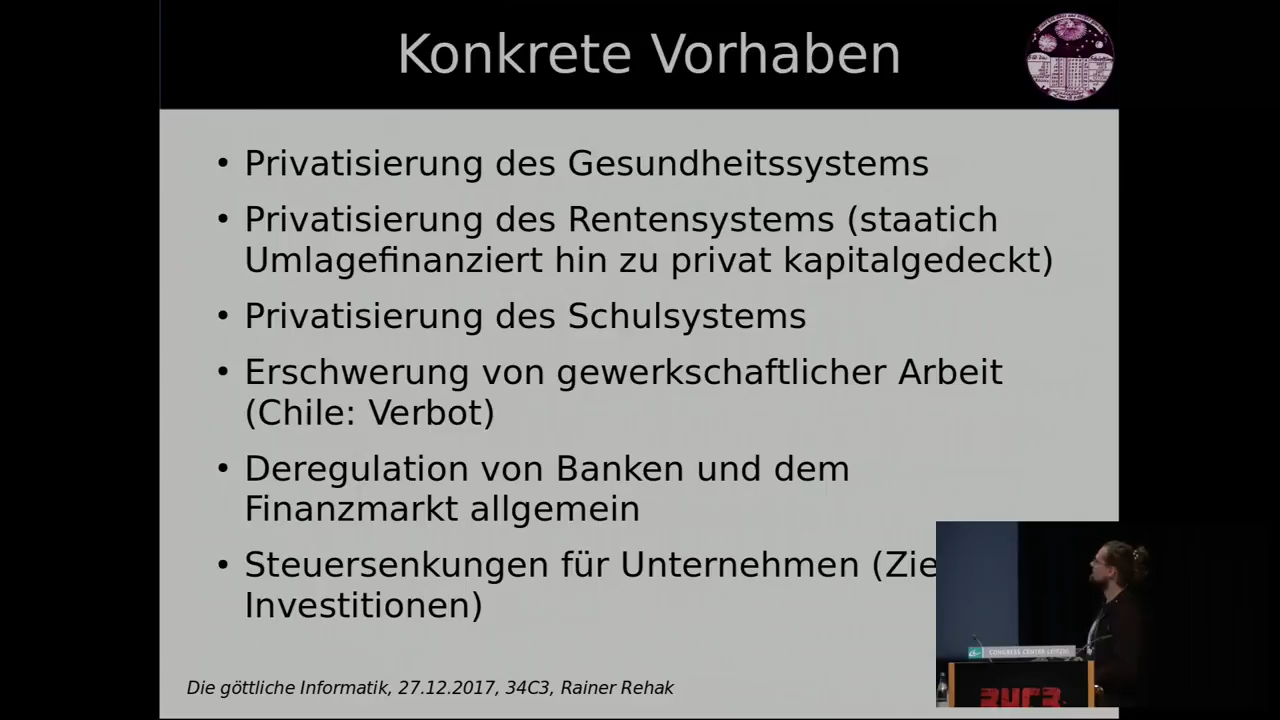 Konkrete Vorhaben
• Privatisierung des Gesundheitssystems
• Privatisierung des Rentensystems (staatich
Umlagefinanziert hin zu privat kapitalgedeckt)
• Privatisierung des Schulsystems
• Erschwerung von gewerkschaftlicher Arbeit
(Chile: Verbot)
• Deregulation von Banken und dem
Finanzmarkt allgemein
• Steuersenkungen für Unternehmen (Zie
Investitionen)
CONGRESS CENTER LEIPZIG
Die göttliche Informatik, 27.12.2017, 34C3, Rainer Rehak